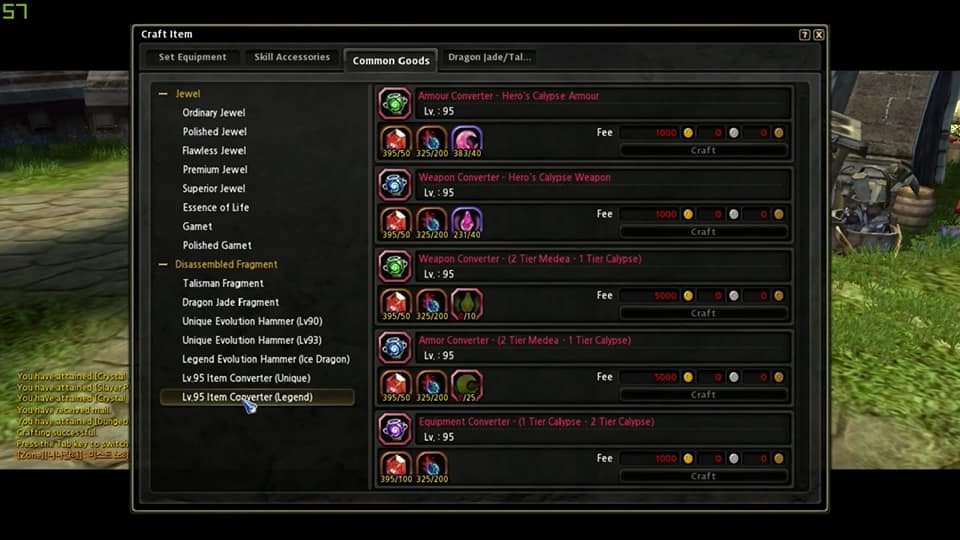 57
Craft Item
? X
Set Equipment
Skill Accessories
Common Goods
Dragon Jade/Tal...
Jewel
Ordinary Jewel
Polished Jewel
Flawless Jewel
Premium Jewel
Superior Jewel
Essence of Life
Gamet
Polished Gamet
Disassembled Fragment
Talisman Fragment
Dragon Jade Fragment
Unique Evolution Hammer (Lv90)
Unique Evolution Hammer (Lv93)
Legend Evolution Hammer (Ice Dragon)
Lv.95 Item Converter (Unique)
Lv.95 Item Converter (Legend)
Armour Converter - Hero's Calypse Armour
Lv. : 95
395/50 325/200 383/40
Fee 1000 0 0
Craft
Weapon Converter - Hero's Calypse Weapon
Lv. : 95
395/50 325/200 231/40
Fee 1000 0 0
Craft
Weapon Converter - (2 Tier Medea - 1 Tier Calypse)
Lv. : 95
395/50 325/200 /10
Fee 5000 0 0
Craft
Armor Converter - (2 Tier Medea - 1 Tier Calypse)
Lv. : 95
395/50 325/200 /25
Fee 5000 0 0
Craft
Equipment Converter - (1 Tier Calypse - 2 Tier Calypse)
Lv. : 95
395/100 325/200
Fee 1000 0 0
Craft
You have attained [Crystal
You have attained [Slayer
You have attained [Crystal
You have received mail.
You have attained [Dunged
Crafting successful
Press the Tab key to switch